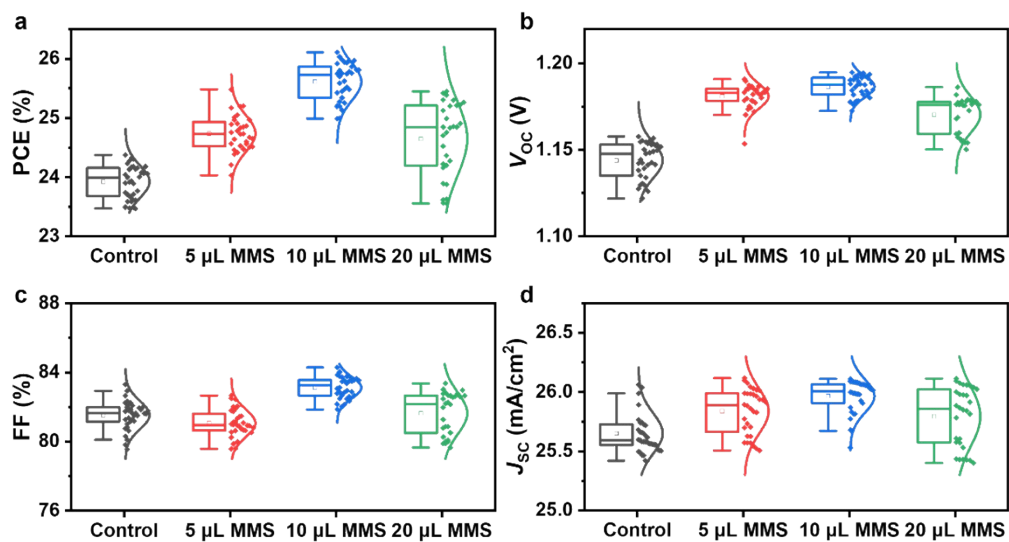 a
PCE (%)
26
25
24
23
Control 5 µL MMS 10 µL MMS 20 µL MMS
b
VOC (V)
1.20
1.15
1.10
Control 5 µL MMS 10 µL MMS 20 µL MMS
c
FF (%)
88
84
80
76
Control 5 µL MMS 10 µL MMS 20 µL MMS
d
JSC (mA/cm²)
26.5
26.0
25.5
25.0
Control 5 µL MMS 10 µL MMS 20 µL MMS